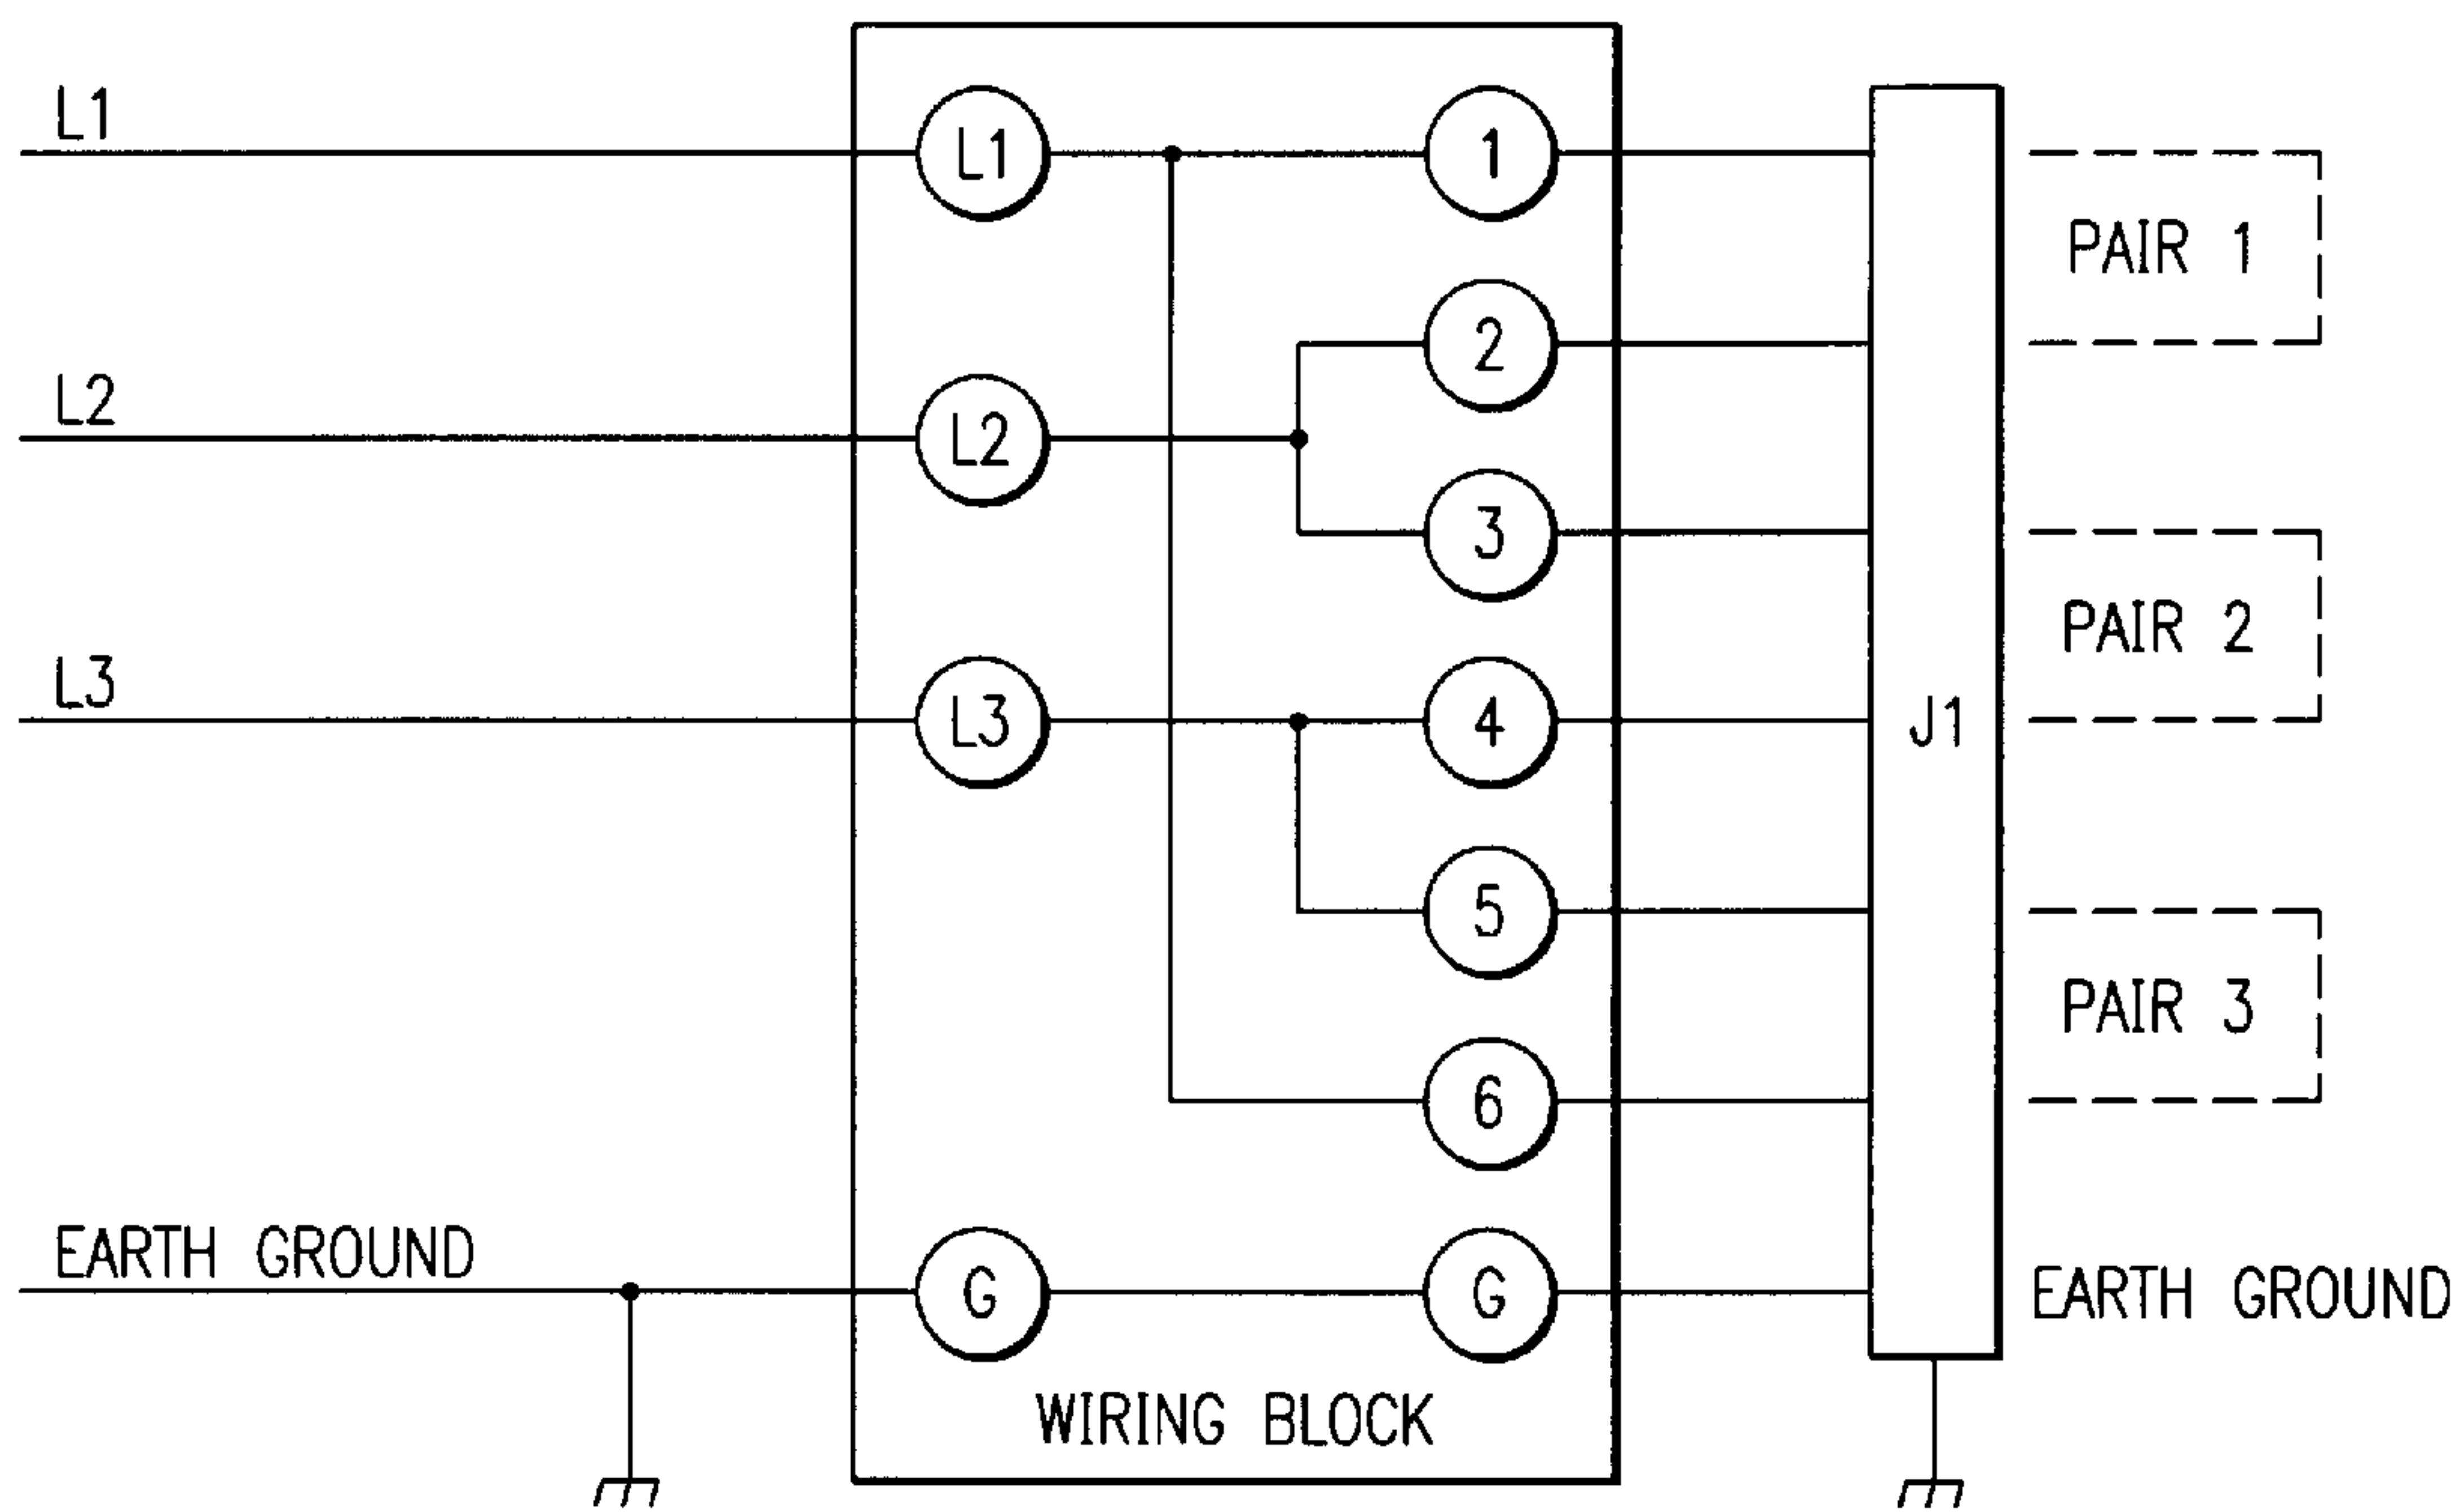 L1
L1
1
PAIR 1
2
L2
L2
3
PAIR 2
L3
L3
4
J1
5
PAIR 3
6
EARTH GROUND
G
G
EARTH GROUND
WIRING BLOCK